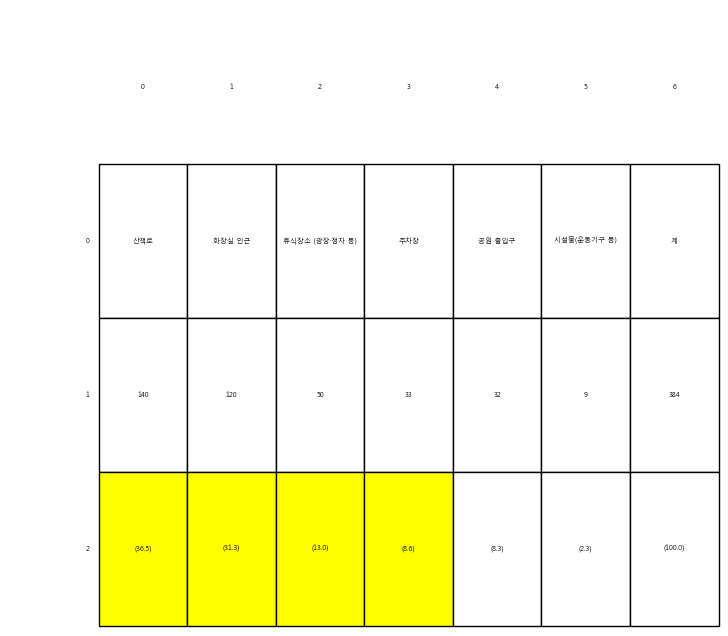 0 1 2 3 4 5 6
0 산책로 화장실 인근 휴식장소 (광장·정자 등) 주차장 공원 출입구 시설물(운동기구 등) 계
1 140 120 50 33 32 9 384
2 (36.5) (31.3) (13.0) (8.6) (8.3) (2.3) (100.0)